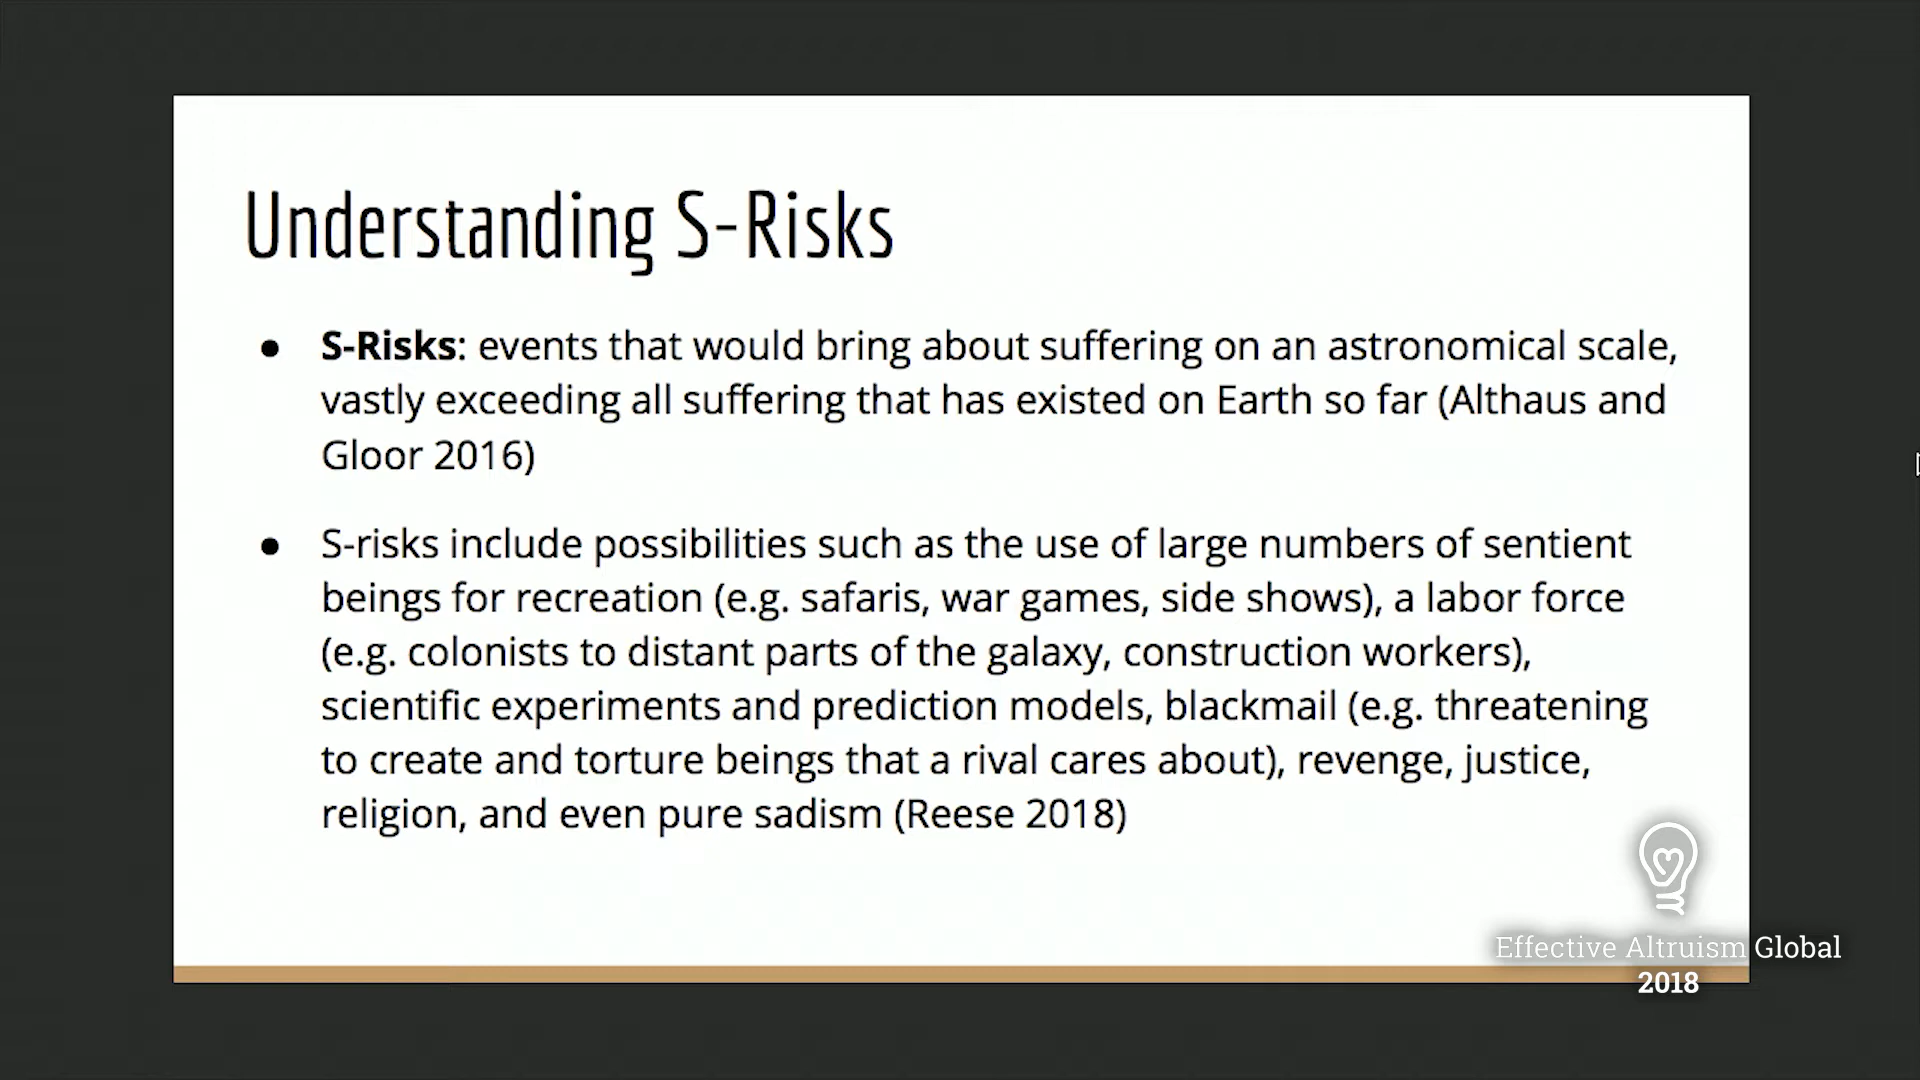 Understanding S-Risks
● S-Risks: events that would bring about suffering on an astronomical scale,
vastly exceeding all suffering that has existed on Earth so far (Althaus and
Gloor 2016)
● S-risks include possibilities such as the use of large numbers of sentient
beings for recreation (e.g. safaris, war games, side shows), a labor force
(e.g. colonists to distant parts of the galaxy, construction workers),
scientific experiments and prediction models, blackmail (e.g. threatening
to create and torture beings that a rival cares about), revenge, justice,
religion, and even pure sadism (Reese 2018)
Effective Altruism Global
2018